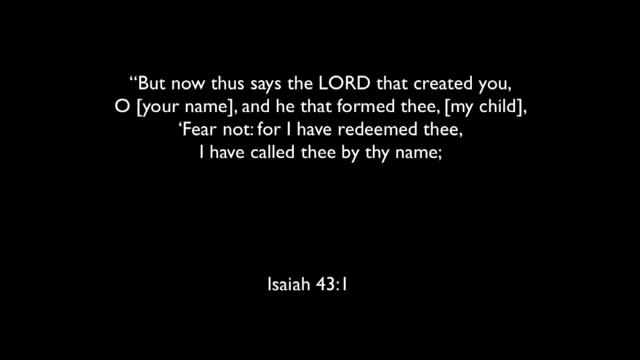 “But now thus says the LORD that created you,
O [your name], and he that formed thee, [my child],
‘Fear not: for I have redeemed thee,
I have called thee by thy name;
Isaiah 43:1